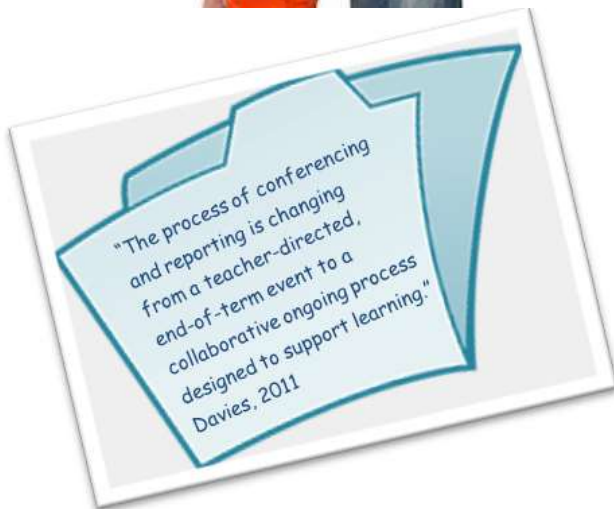 "The process of conferencing
and reporting is changing
from a teacher-directed,
end-of-term event to a
collaborative ongoing process
designed to support learning."
Davies, 2011